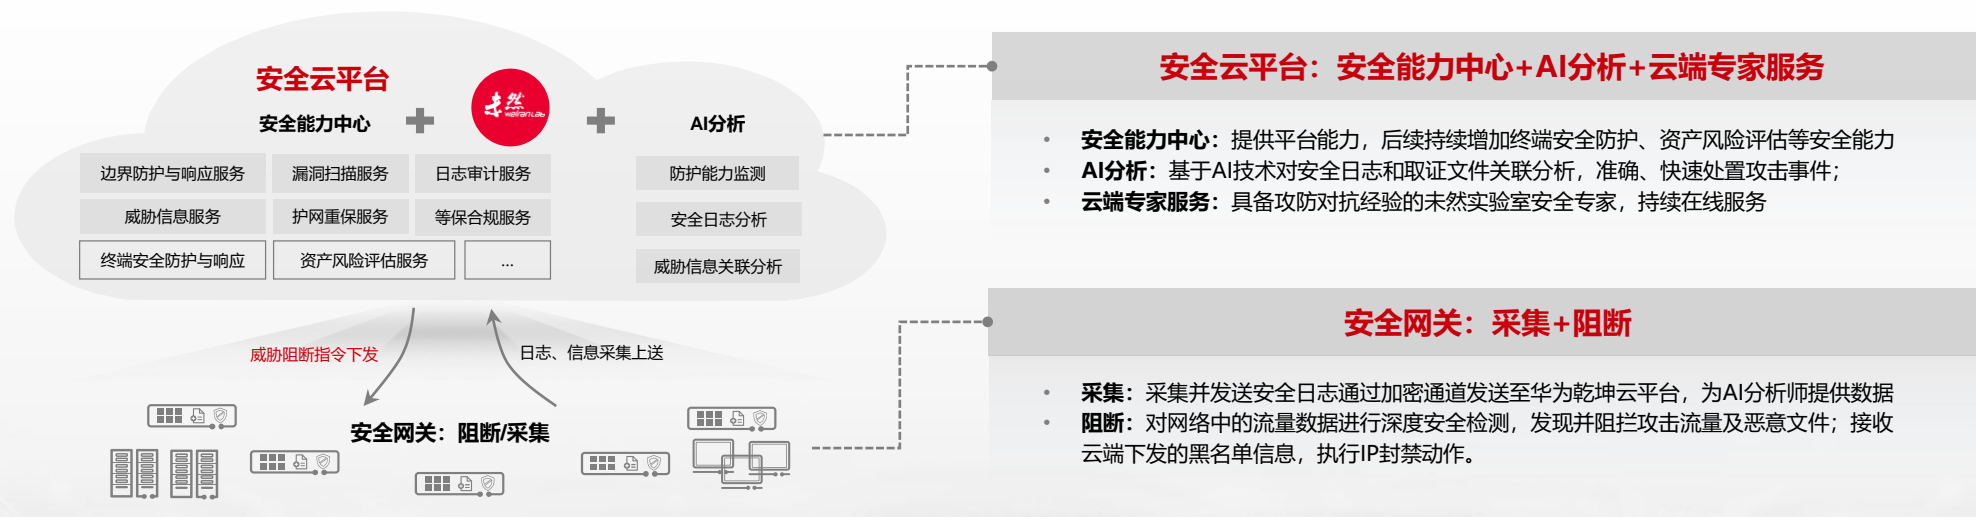 安全云平台
安全能力中心
未然
WeiRanLab
AI分析
边界防护与响应服务
漏洞扫描服务
日志审计服务
威胁信息服务
护网重保服务
等保合规服务
终端安全防护与响应
资产风险评估服务
...
防护能力监测
安全日志分析
威胁信息关联分析
威胁阻断指令下发
日志、信息采集上送
安全网关：阻断/采集
安全云平台：安全能力中心+AI分析+云端专家服务
• 安全能力中心：提供平台能力，后续持续增加终端安全防护、资产风险评估等安全能力
• AI分析：基于AI技术对安全日志和取证文件关联分析，准确、快速处置攻击事件；
• 云端专家服务：具备攻防对抗经验的未然实验室安全专家，持续在线服务
安全网关：采集+阻断
• 采集：采集并发送安全日志通过加密通道发送至华为乾坤云平台，为AI分析师提供数据
• 阻断：对网络中的流量数据进行深度安全检测，发现并阻拦攻击流量及恶意文件；接收
云端下发的黑名单信息，执行IP封禁动作。